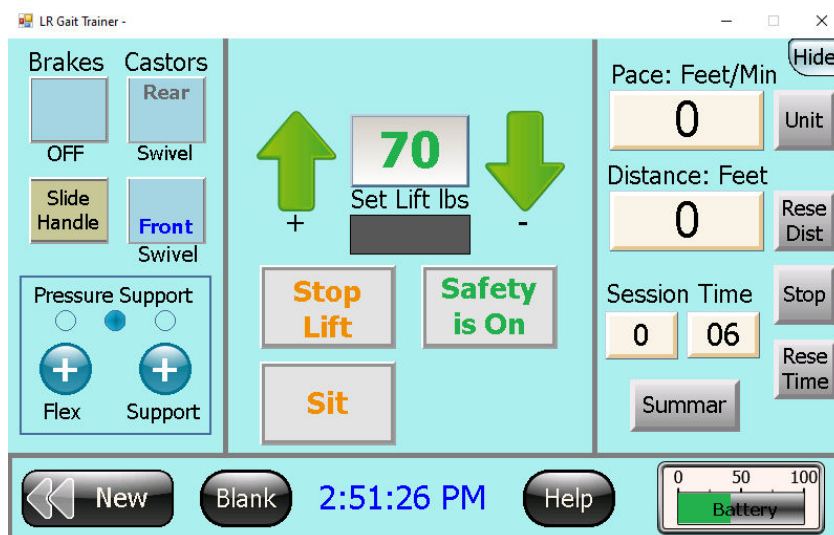 LR Gait Trainer -
Brakes Castors
Rear
OFF
Swivel
Slide
Handle
Front
Swivel
Pressure Support
+ +
Flex Support
70
Set Lift lbs
+ -
Stop
Lift
Safety
is On
Sit
Hide
Pace: Feet/Min
0
Unit
Distance: Feet
0
Rese
Dist
Session Time
0 06
Stop
Rese
Time
Summar
New
Blank
2:51:26 PM
Help
0 50 100
Battery